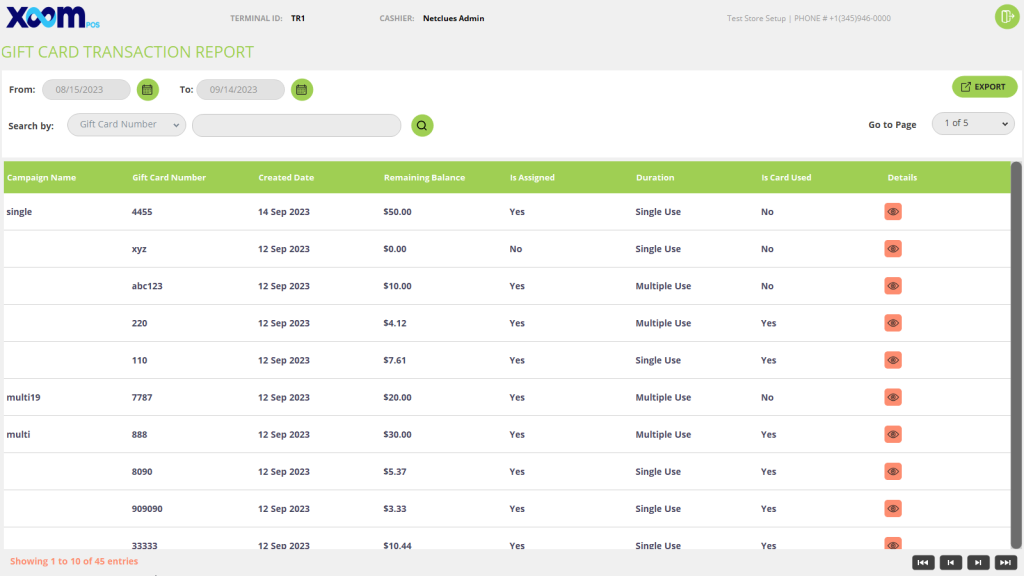 XOOM POS TERMINAL ID: TR1 CASHIER: Netclues Admin Test Store Setup | PHONE # +1(345)946-0000
GIFT CARD TRANSACTION REPORT
From: 08/15/2023 To: 09/14/2023 EXPORT
Search by: Gift Card Number Go to Page 1 of 5
Campaign Name Gift Card Number Created Date Remaining Balance Is Assigned Duration Is Card Used Details
single 4455 14 Sep 2023 $50.00 Yes Single Use No
xyz 12 Sep 2023 $0.00 No Single Use No
abc123 12 Sep 2023 $10.00 Yes Multiple Use No
220 12 Sep 2023 $4.12 Yes Multiple Use Yes
110 12 Sep 2023 $7.61 Yes Single Use Yes
multi19 7787 12 Sep 2023 $20.00 Yes Multiple Use No
multi 888 12 Sep 2023 $30.00 Yes Multiple Use Yes
8090 12 Sep 2023 $5.37 Yes Single Use Yes
909090 12 Sep 2023 $3.33 Yes Single Use Yes
33333 12 Sep 2023 $10.44 Yes Single Use Yes
Showing 1 to 10 of 45 entries